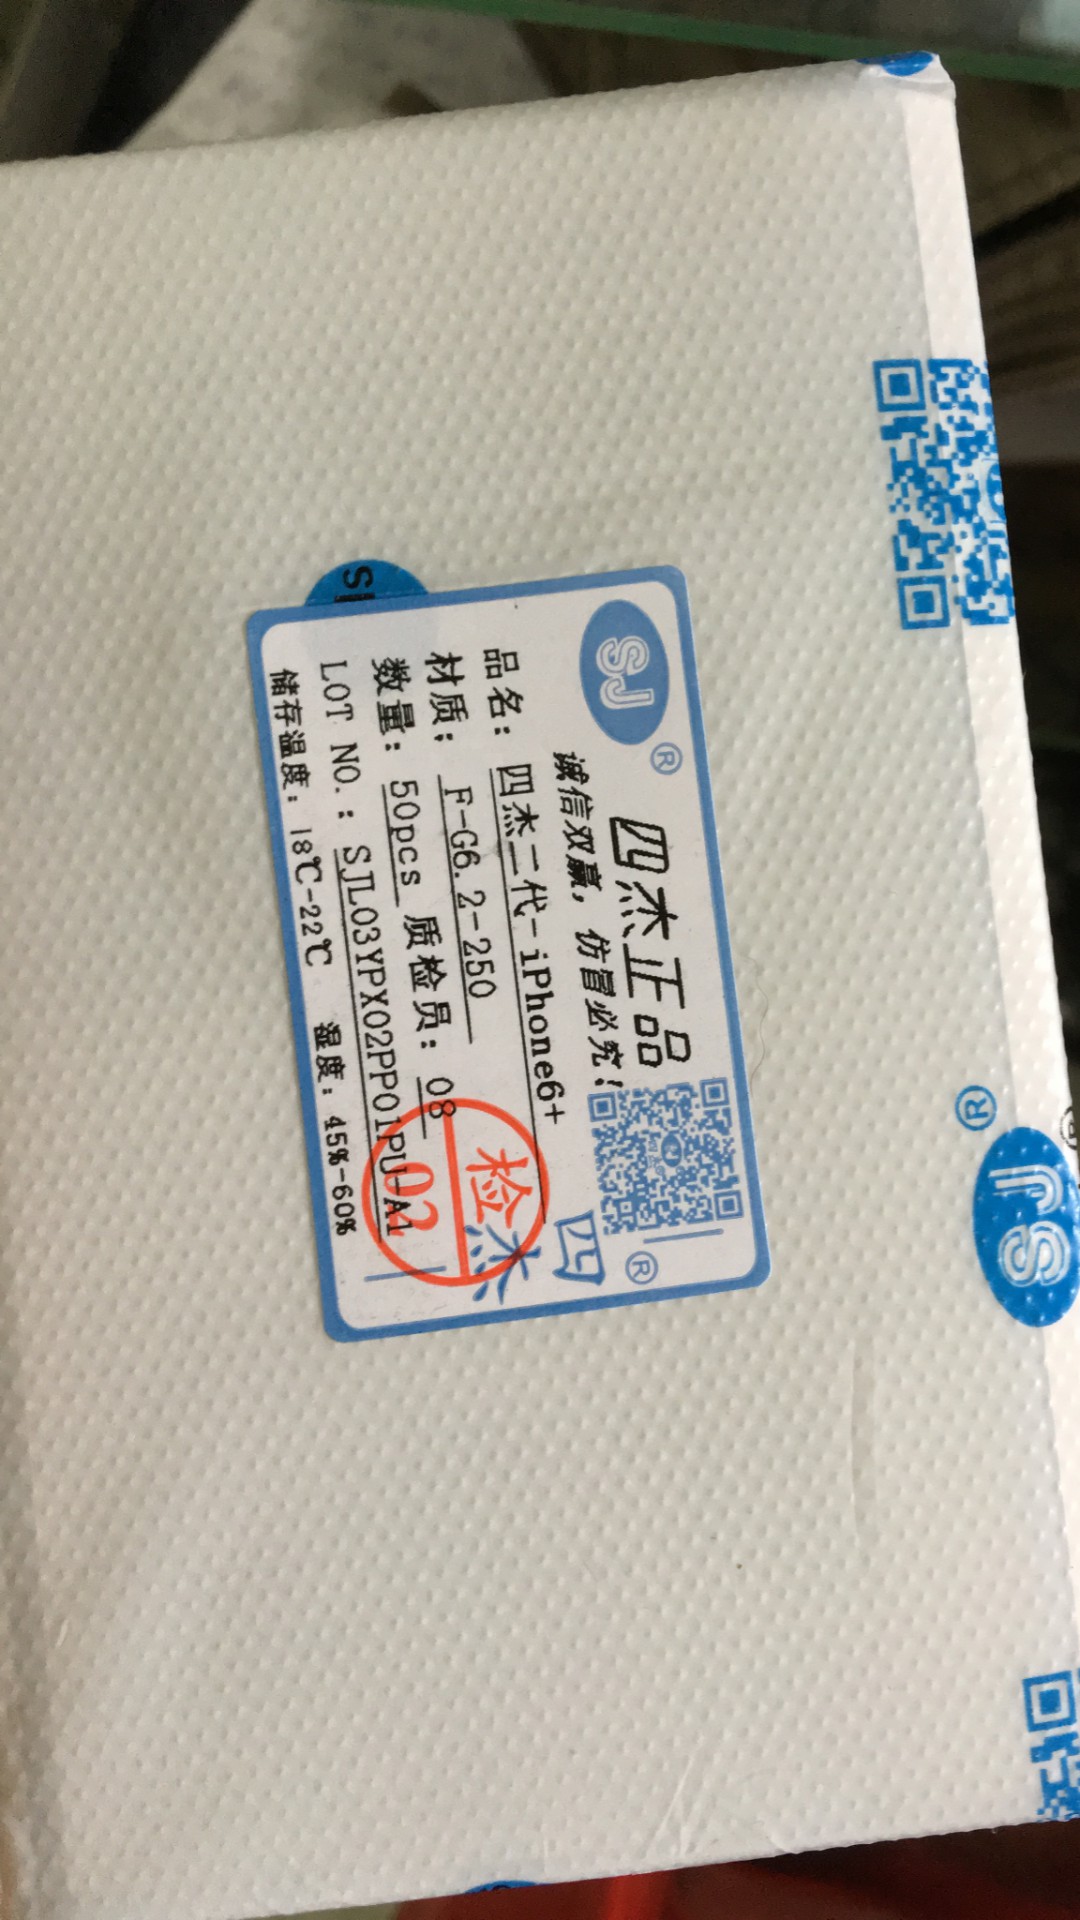 SJ®
四杰正品
诚信双赢，仿冒必究！
品名：四杰二代-iPhone6+
材质：F-G6.2-250
数量：50pcs 质检员：08
LOT NO.：SJL03YPX02PP01PU-A1
储存温度：18℃-22℃ 湿度：45%-60%
四杰
®
检
02
SJ
®